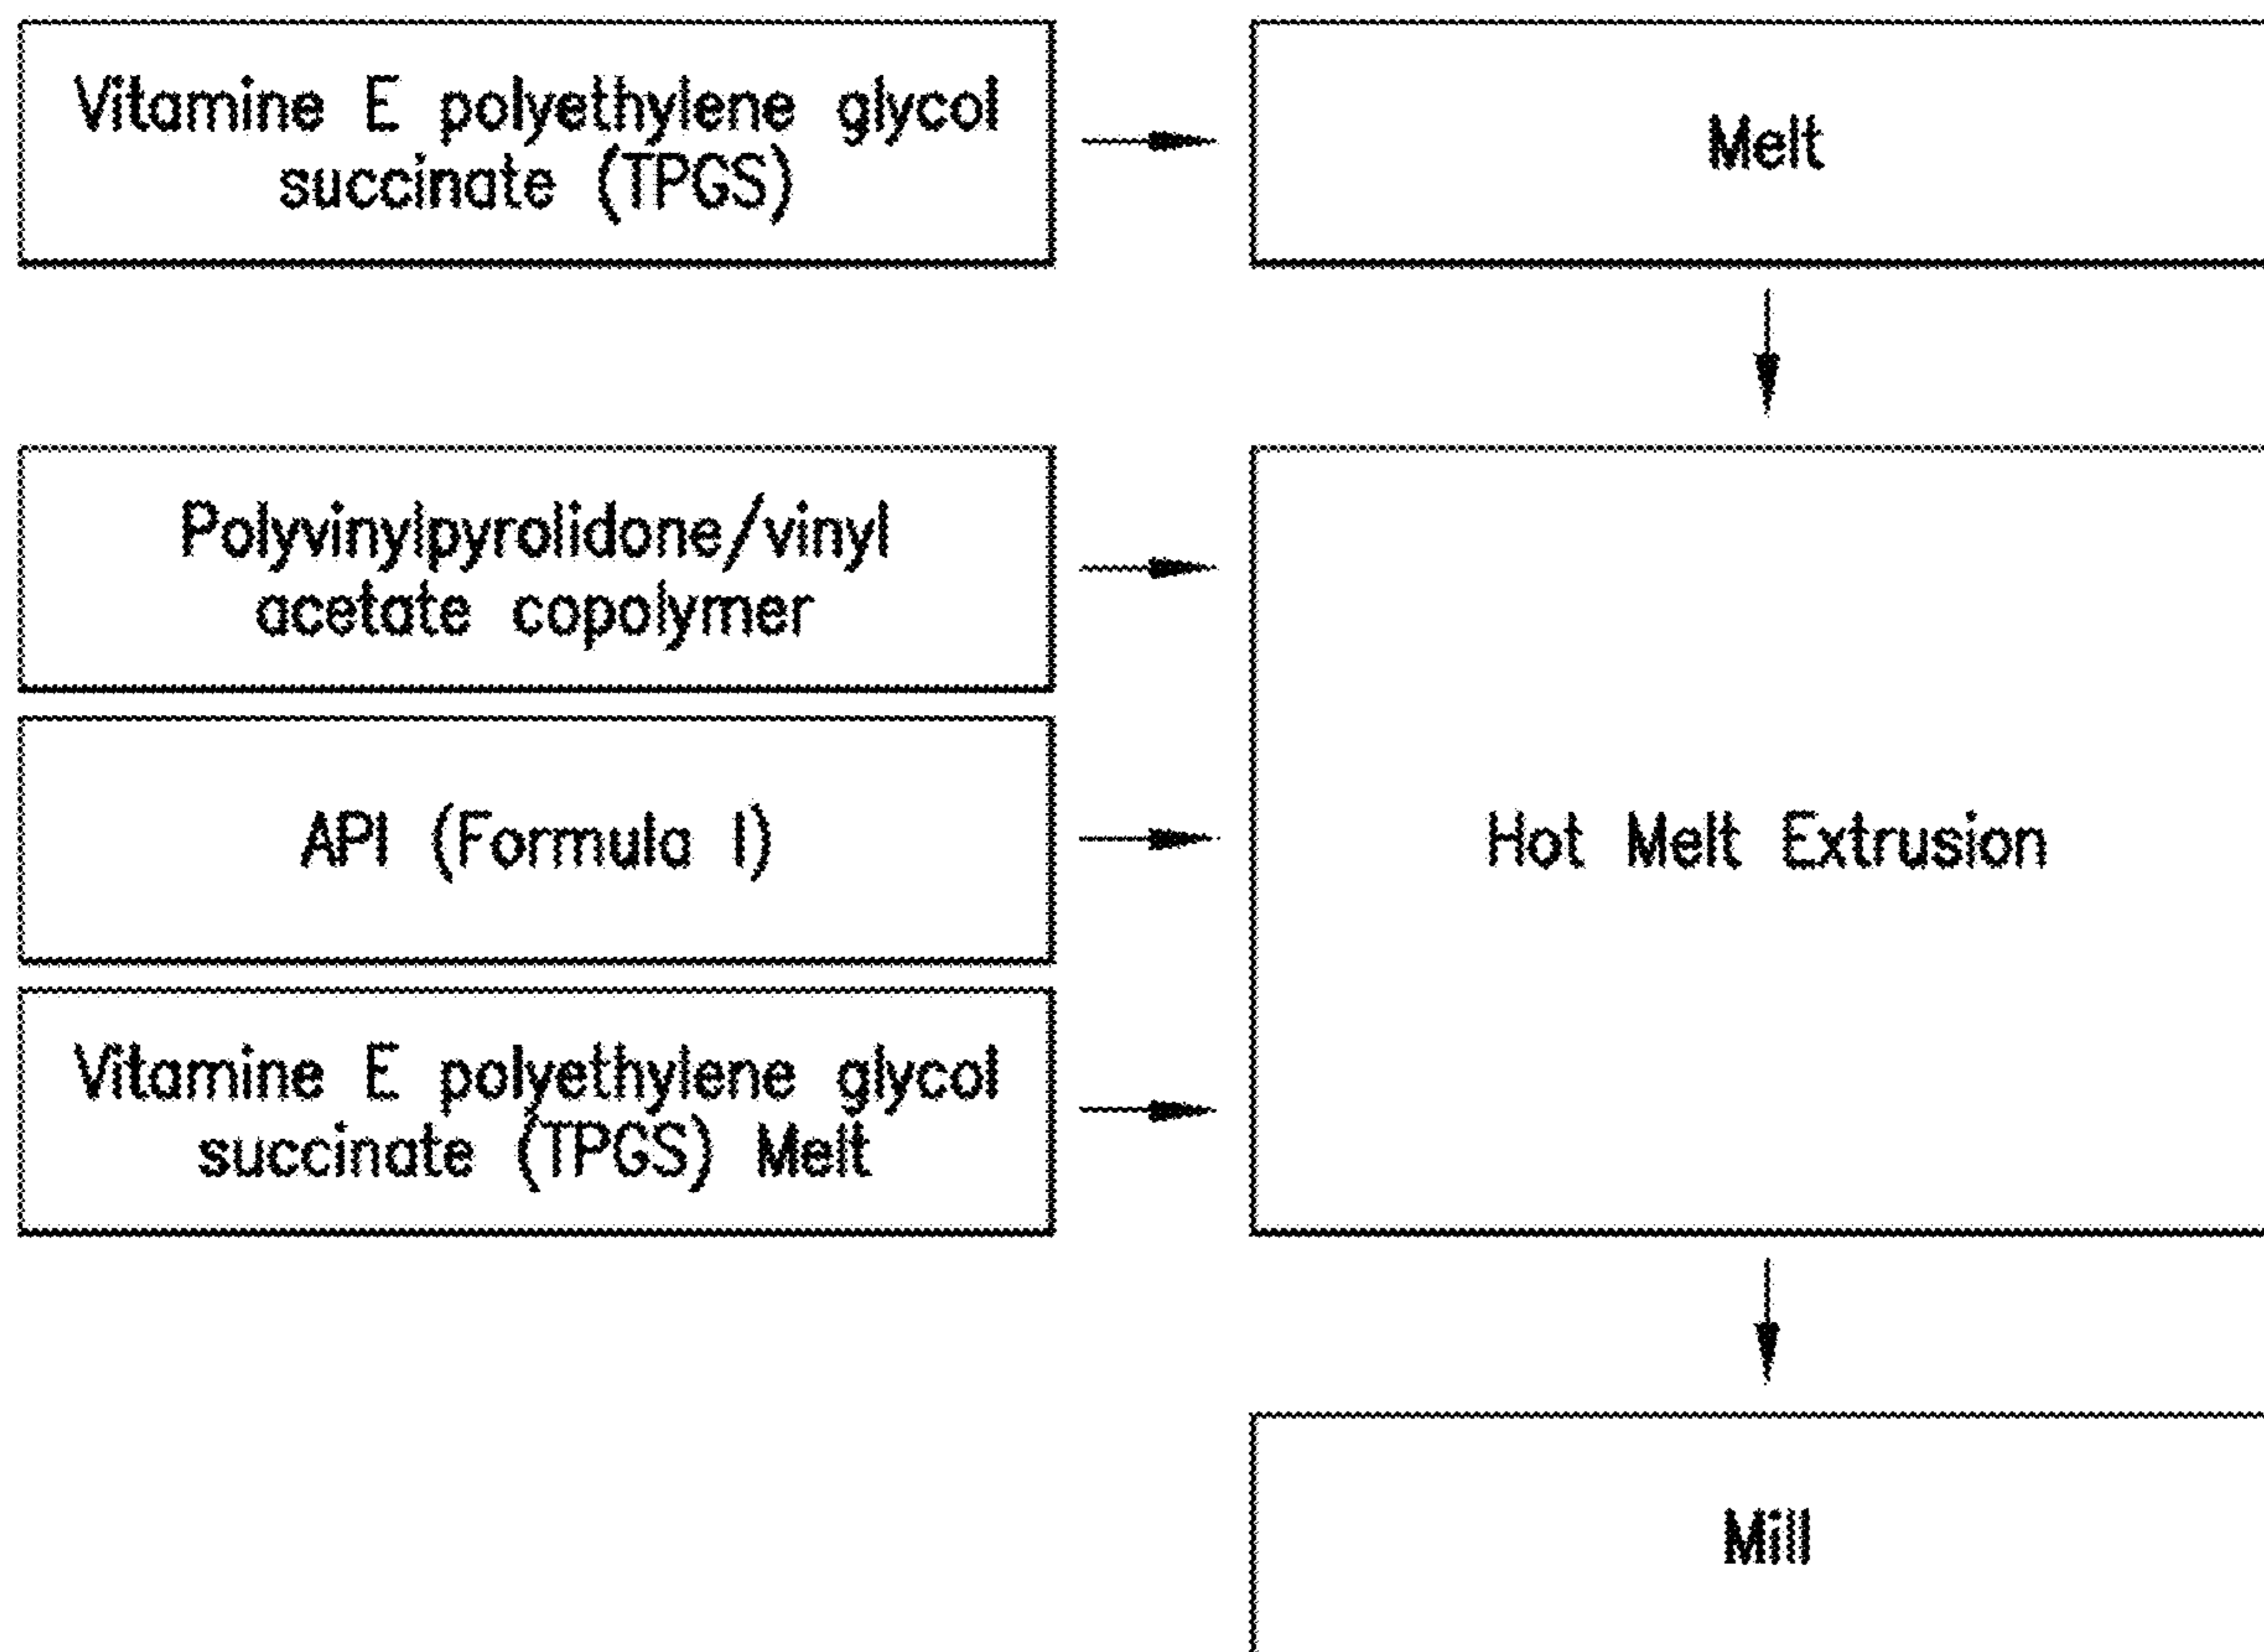 Vitamine E polyethylene glycol
succinate (TPGS)
Melt
Polyvinylpyrolidone/vinyl
acetate copolymer
API (Formula I)
Hot Melt Extrusion
Vitamine E polyethylene glycol
succinate (TPGS) Melt
Mill